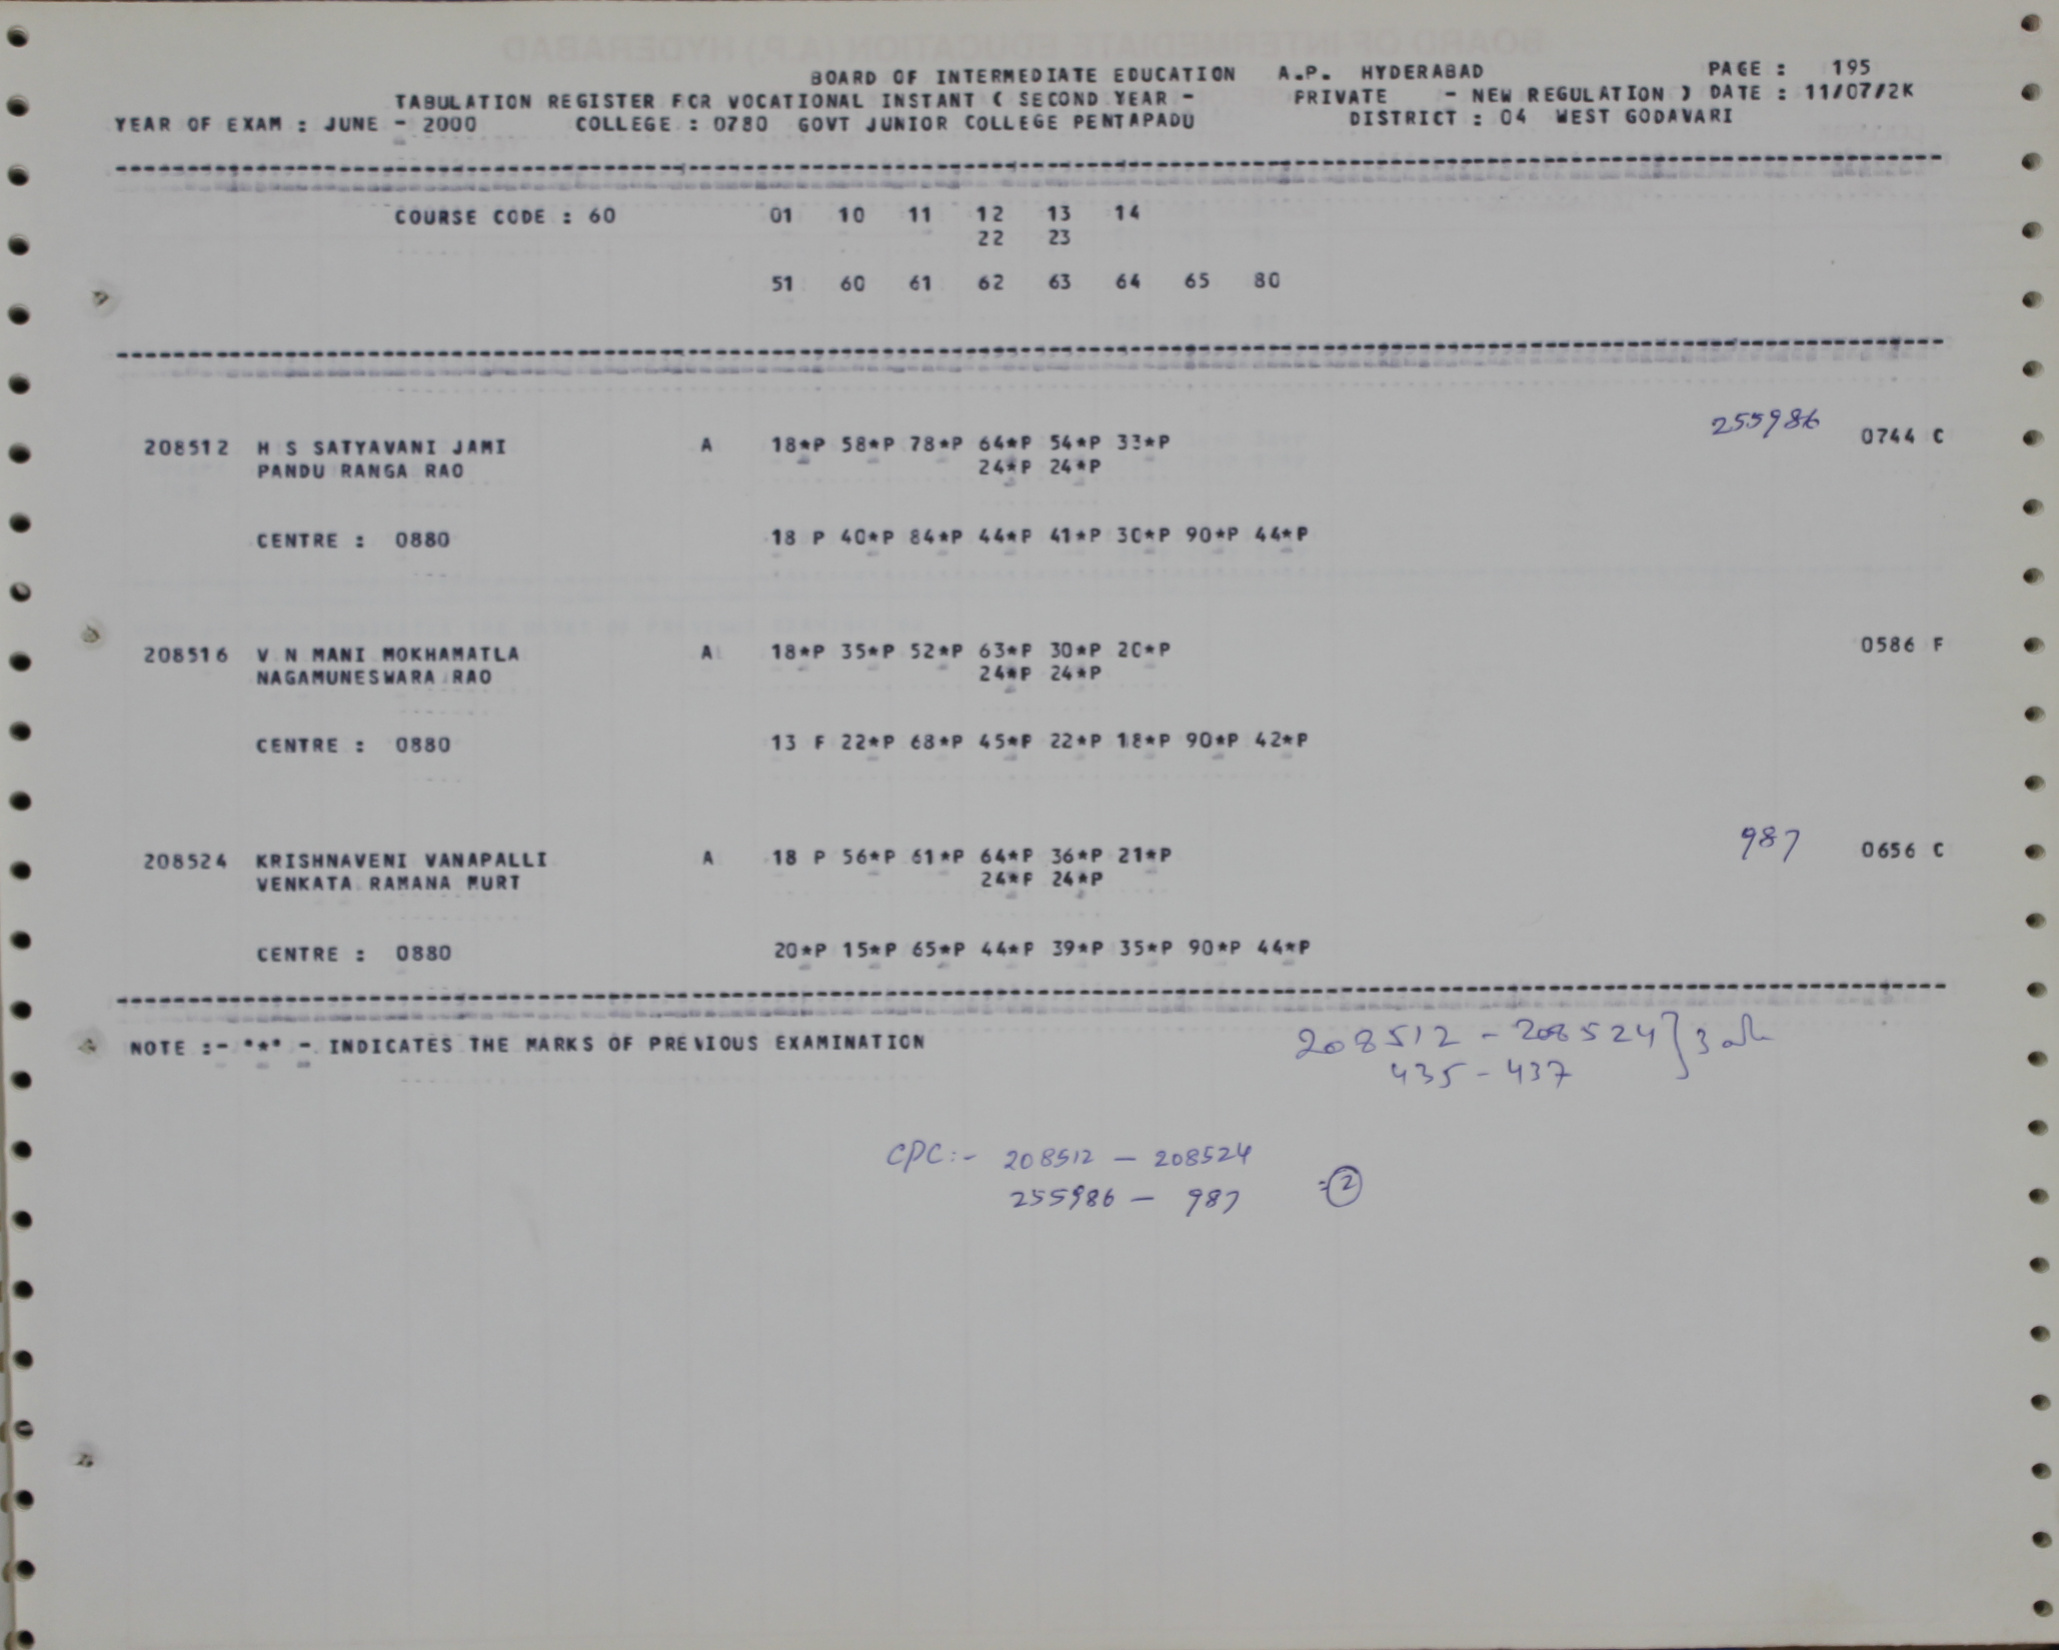 BOARD OF INTERMEDIATE EDUCATION A.P. HYDERABAD PAGE : 195
TABULATION REGISTER FOR VOCATIONAL INSTANT ( SECOND YEAR - PRIVATE - NEW REGULATION ) DATE : 11/07/2K
YEAR OF EXAM : JUNE - 2000 COLLEGE : 0780 GOVT JUNIOR COLLEGE PENTAPADU DISTRICT : 04 WEST GODAVARI
COURSE CODE : 60 01 10 11 12 13 14
22 23
51 60 61 62 63 64 65 80
255986
208512 H S SATYAVANI JAMI A 18*P 58*P 78*P 64*P 54*P 33*P 0744 C
PANDU RANGA RAO 24*P 24*P
CENTRE : 0880 18 P 40*P 84*P 44*P 41*P 30*P 90*P 44*P
208516 V N MANI MOKHAMATLA A 18*P 35*P 52*P 63*P 30*P 20*P 0586 F
NAGAMUNESWARA RAO 24*P 24*P
CENTRE : 0880 13 F 22*P 68*P 45*P 22*P 18*P 90*P 42*P
208524 KRISHNAVENI VANAPALLI A 18 P 56*P 61*P 64*P 36*P 21*P 987 0656 C
VENKATA RAMANA MURT 24*P 24*P
CENTRE : 0880 20*P 15*P 65*P 44*P 39*P 35*P 90*P 44*P
NOTE :- "*" - INDICATES THE MARKS OF PREVIOUS EXAMINATION
208512 - 208524 } 3
435 - 437
CPC:- 208512 - 208524
255986 - 987 = 2